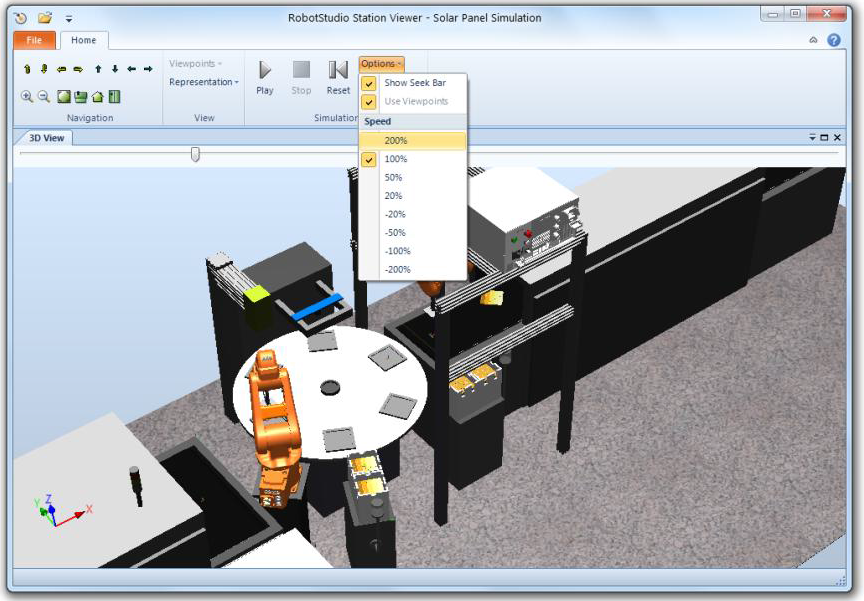 RobotStudio Station Viewer - Solar Panel Simulation
File
Home
Viewpoints
Representation
Play
Stop
Reset
Options
Show Seek Bar
Use Viewpoints
Speed
200%
100%
50%
20%
-20%
-50%
-100%
-200%
Navigation
View
Simulation
3D View
Z
Y
X